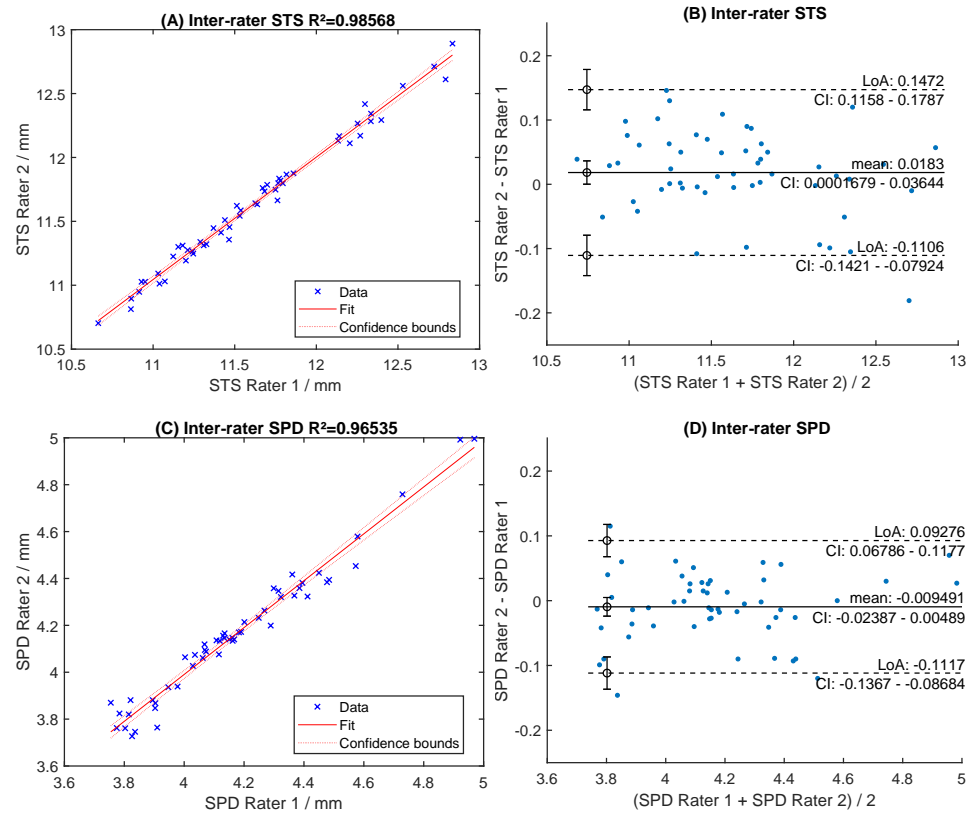 (A) Inter-rater STS R²=0.98568
13
12.5
12
11.5
11
10.5
STS Rater 2 / mm
Data
Fit
Confidence bounds
10.5 11 11.5 12 12.5 13
STS Rater 1 / mm
(B) Inter-rater STS
0.2
0.1
0
-0.1
-0.2
STS Rater 2 - STS Rater 1
LoA: 0.1472
CI: 0.1158 - 0.1787
mean: 0.0183
CI: 0.0001679 - 0.03644
LoA: -0.1106
CI: -0.1421 - -0.07924
10.5 11 11.5 12 12.5 13
(STS Rater 1 + STS Rater 2) / 2
(C) Inter-rater SPD R²=0.96535
5
4.8
4.6
4.4
4.2
4
3.8
3.6
SPD Rater 2 / mm
Data
Fit
Confidence bounds
3.6 3.8 4 4.2 4.4 4.6 4.8 5
SPD Rater 1 / mm
(D) Inter-rater SPD
0.2
0.1
0
-0.1
-0.2
SPD Rater 2 - SPD Rater 1
LoA: 0.09276
CI: 0.06786 - 0.1177
mean: -0.009491
CI: -0.02387 - 0.00489
LoA: -0.1117
CI: -0.1367 - -0.08684
3.6 3.8 4 4.2 4.4 4.6 4.8 5
(SPD Rater 1 + SPD Rater 2) / 2